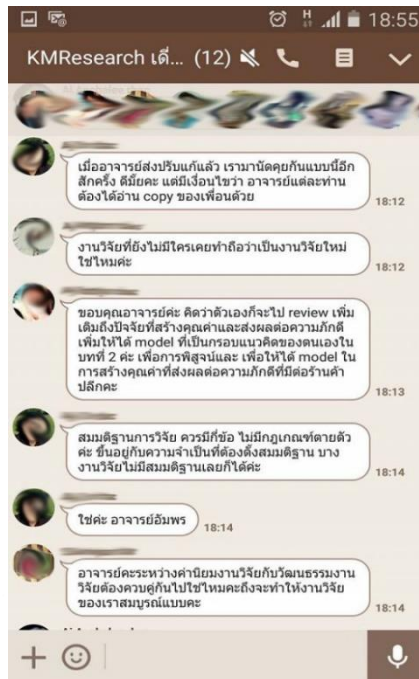 18:55
KMResearch เดี... (12)
เมื่ออาจารย์ส่งปรับแก้แล้ว เรามานัดคุยกันแบบนี้อีก
สักครั้ง ดีมั้ยคะ แต่มีเงื่อนไขว่า อาจารย์แต่ละท่าน
ต้องได้อ่าน copy ของเพื่อนด้วย
18:12
งานวิจัยที่ยังไม่มีใครเคยทำถือว่าเป็นงานวิจัยใหม่
ใช่ไหมค่ะ
18:12
ขอบคุณอาจารย์ค่ะ คิดว่าตัวเองก็จะไป review เพิ่ม
เติมถึงปัจจัยที่สร้างคุณค่าและส่งผลต่อความภักดี
เพิ่มให้ได้ model ที่เป็นกรอบแนวคิดของตนเองใน
บทที่ 2 ค่ะ เพื่อการพิสูจน์และ เพื่อให้ได้ model ใน
การสร้างคุณค่าที่ส่งผลต่อความภักดีที่มีต่อร้านค้า
ปลีกคะ
18:13
สมมติฐานการวิจัย ควรมีกี่ข้อ ไม่มีกฎเกณฑ์ตายตัว
ค่ะ ขึ้นอยู่กับความจำเป็นที่ต้องตั้งสมมติฐาน บาง
งานวิจัยไม่มีสมมติฐานเลยก็ได้ค่ะ
18:14
ใช่ค่ะ อาจารย์อัมพร
18:14
อาจารย์คะระหว่างค่านิยมงานวิจัยกับวัฒนธรรมงาน
วิจัยต้องควบคู่กันไปใช่ไหมคะถึงจะทำให้งานวิจัย
ของเราสมบูรณ์แบบคะ
18:14